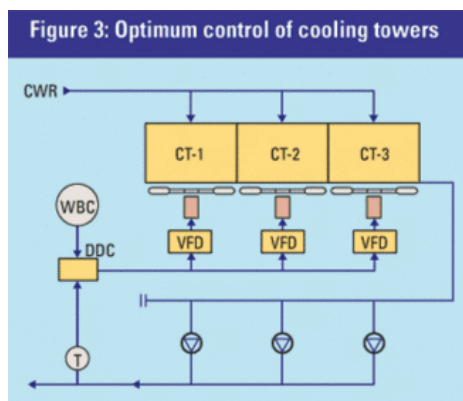 Figure 3: Optimum control of cooling towers
CWR
CT-1 CT-2 CT-3
WBC
DDC
VFD VFD VFD
T